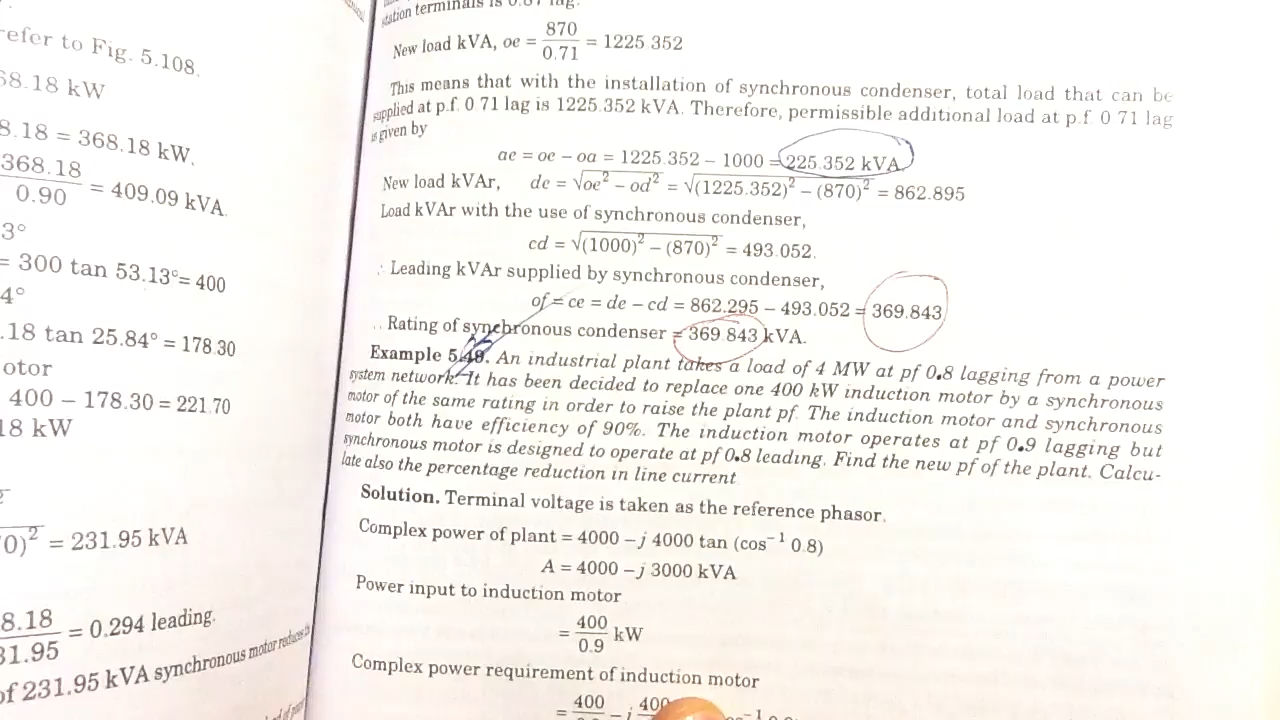 refer to Fig. 5.108.
68.18 kW
8.18 = 368.18 kW.
368.18
0.90
= 409.09 kVA.
3°
= 300 tan 53.13° = 400
4°
.18 tan 25.84° = 178.30
otor
400 – 178.30 = 221.70
18 kW
0)² = 231.95 kVA
8.18
31.95
= 0.294 leading.
of 231.95 kVA synchronous motor reduces
station terminals is
lag.
New load kVA, oe = 870/0.71 = 1225.352
This means that with the installation of synchronous condenser, total load that can be
supplied at p.f. 0 71 lag is 1225.352 kVA. Therefore, permissible additional load at p.f. 0 71 lag
is given by
ae = oe – oa = 1225.352 – 1000 = 225.352 kVA
New load kVAr, de = √oe² – od² = √(1225.352)² – (870)² = 862.895
Load kVAr with the use of synchronous condenser,
cd = √(1000)² – (870)² = 493.052.
∴ Leading kVAr supplied by synchronous condenser,
of = ce = de – cd = 862.295 – 493.052 = 369.843
∴ Rating of synchronous condenser = 369.843 kVA.
Example 5.48. An industrial plant takes a load of 4 MW at pf 0.8 lagging from a power
system network. It has been decided to replace one 400 kW induction motor by a synchronous
motor of the same rating in order to raise the plant pf. The induction motor and synchronous
motor both have efficiency of 90%. The induction motor operates at pf 0.9 lagging but
synchronous motor is designed to operate at pf 0.8 leading. Find the new pf of the plant. Calcu-
late also the percentage reduction in line current
Solution. Terminal voltage is taken as the reference phasor.
Complex power of plant = 4000 – j 4000 tan (cos⁻¹ 0.8)
A = 4000 – j 3000 kVA
Power input to induction motor
= 400/0.9 kW
Complex power requirement of induction motor
= 400 – j 400